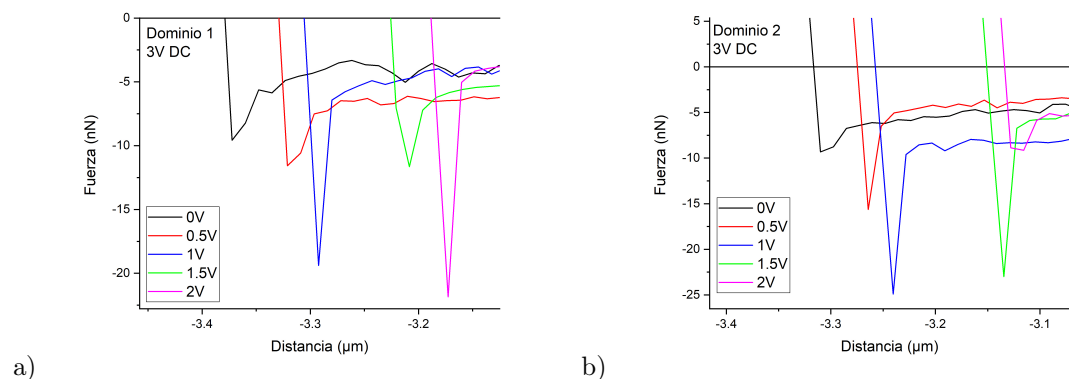 Dominio 1
3V DC
0
-5
-10
-15
-20
Fuerza (nN)
0V
0.5V
1V
1.5V
2V
-3.4
-3.3
-3.2
Distancia (μm)
a)
Dominio 2
3V DC
5
0
-5
-10
-15
-20
-25
Fuerza (nN)
0V
0.5V
1V
1.5V
2V
-3.4
-3.3
-3.2
-3.1
Distancia (μm)
b)